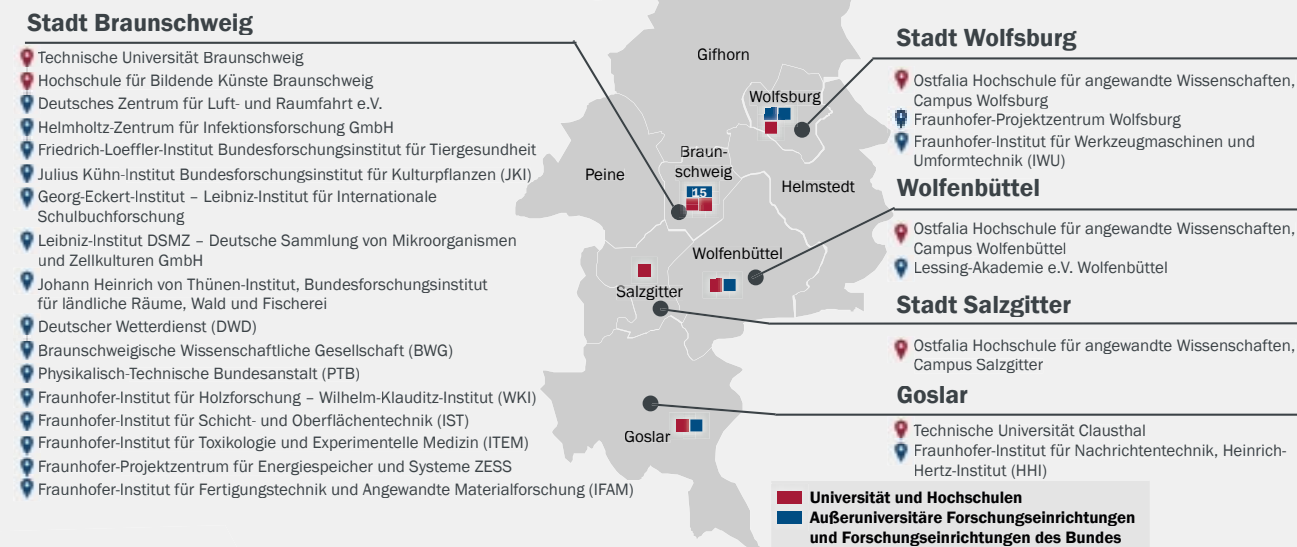 Stadt Braunschweig
Technische Universität Braunschweig
Hochschule für Bildende Künste Braunschweig
Deutsches Zentrum für Luft- und Raumfahrt e.V.
Helmholtz-Zentrum für Infektionsforschung GmbH
Friedrich-Loeffler-Institut Bundesforschungsinstitut für Tiergesundheit
Julius Kühn-Institut Bundesforschungsinstitut für Kulturpflanzen (JKI)
Georg-Eckert-Institut – Leibniz-Institut für Internationale
Schulbuchforschung
Leibniz-Institut DSMZ – Deutsche Sammlung von Mikroorganismen
und Zellkulturen GmbH
Johann Heinrich von Thünen-Institut, Bundesforschungsinstitut
für ländliche Räume, Wald und Fischerei
Deutscher Wetterdienst (DWD)
Braunschweigische Wissenschaftliche Gesellschaft (BWG)
Physikalisch-Technische Bundesanstalt (PTB)
Fraunhofer-Institut für Holzforschung – Wilhelm-Klauditz-Institut (WKI)
Fraunhofer-Institut für Schicht- und Oberflächentechnik (IST)
Fraunhofer-Institut für Toxikologie und Experimentelle Medizin (ITEM)
Fraunhofer-Projektzentrum für Energiespeicher und Systeme ZESS
Fraunhofer-Institut für Fertigungstechnik und Angewandte Materialforschung (IFAM)
Gifhorn
Wolfsburg
Braun-
schweig
15
Peine
Helmstedt
Wolfenbüttel
Salzgitter
Goslar
Stadt Wolfsburg
Ostfalia Hochschule für angewandte Wissenschaften,
Campus Wolfsburg
Fraunhofer-Projektzentrum Wolfsburg
Fraunhofer-Institut für Werkzeugmaschinen und
Umformtechnik (IWU)
Wolfenbüttel
Ostfalia Hochschule für angewandte Wissenschaften,
Campus Wolfenbüttel
Lessing-Akademie e.V. Wolfenbüttel
Stadt Salzgitter
Ostfalia Hochschule für angewandte Wissenschaften,
Campus Salzgitter
Goslar
Technische Universität Clausthal
Fraunhofer-Institut für Nachrichtentechnik, Heinrich-
Hertz-Institut (HHI)
Universität und Hochschulen
Außeruniversitäre Forschungseinrichtungen
und Forschungseinrichtungen des Bundes